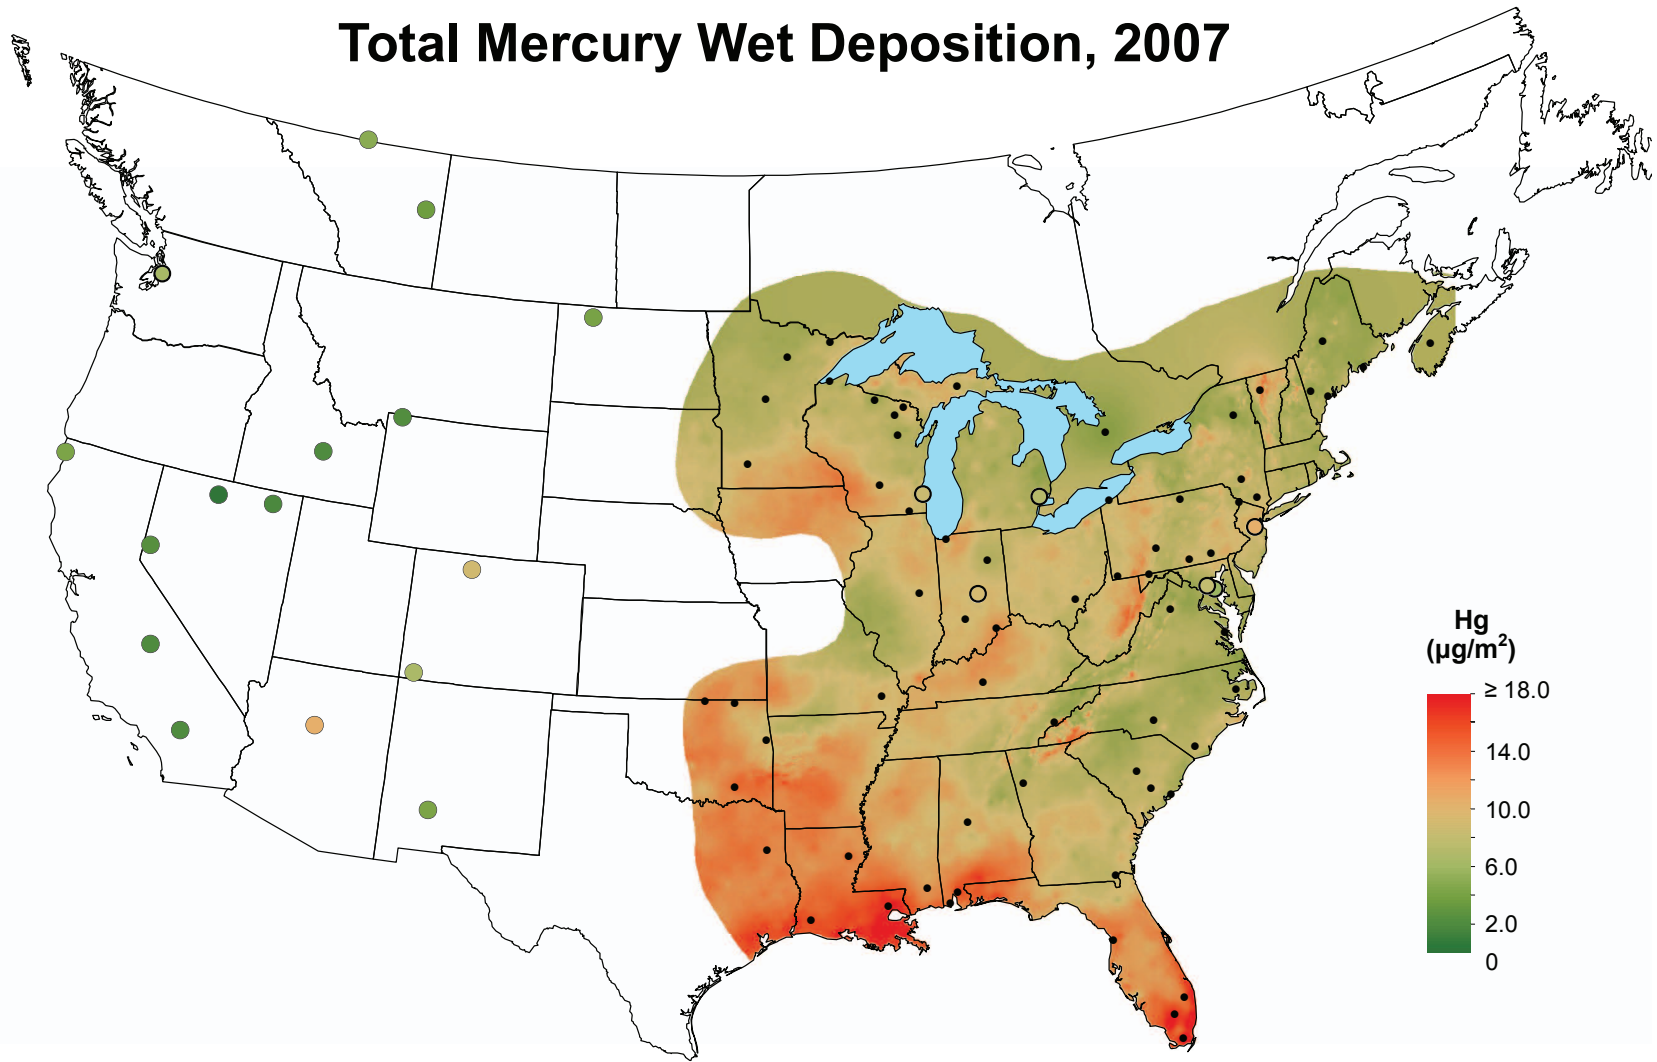 Total Mercury Wet Deposition, 2007
Hg
(µg/m²)
≥ 18.0
14.0
10.0
6.0
2.0
0